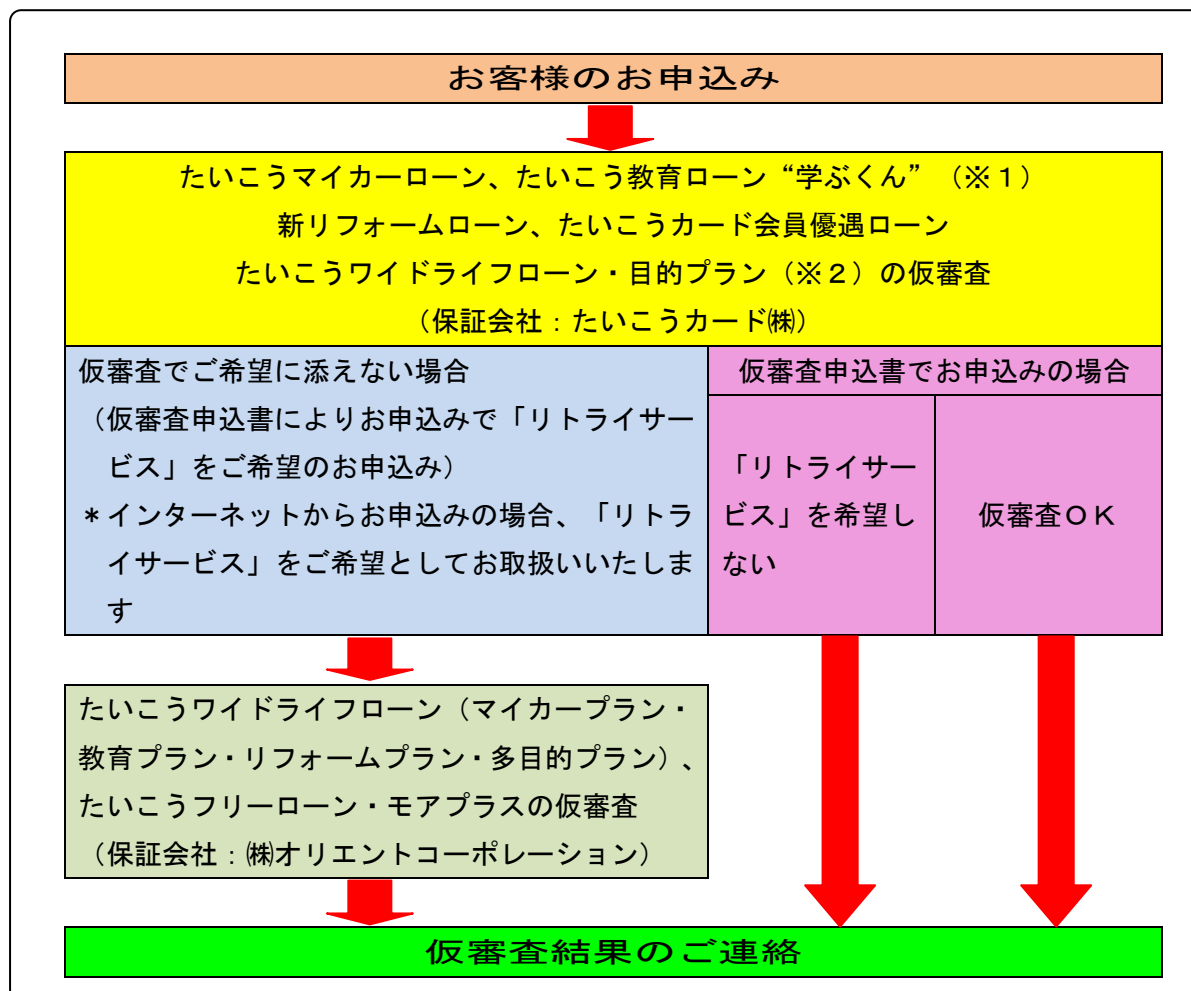 お客様のお申込み
たいこうマイカーローン、たいこう教育ローン“学ぶくん”（※１）
新リフォームローン、たいこうカード会員優遇ローン
たいこうワイドライフローン・目的プラン（※２）の仮審査
（保証会社：たいこうカード㈱）
仮審査でご希望に添えない場合
（仮審査申込書によりお申込みで「リトライサー
ビス」をご希望のお申込み）
＊インターネットからお申込みの場合、「リトラ
イサービス」をご希望としてお取扱いいたしま
す
仮審査申込書でお申込みの場合
「リトライサー
ビス」を希望し
ない
仮審査ＯＫ
たいこうワイドライフローン（マイカープラン・
教育プラン・リフォームプラン・多目的プラン）、
たいこうフリーローン・モアプラスの仮審査
（保証会社：㈱オリエントコーポレーション）
仮審査結果のご連絡